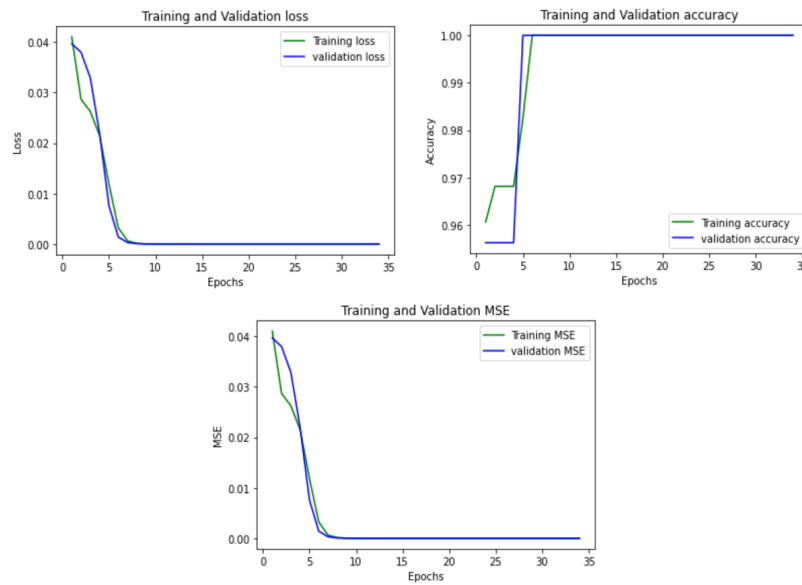 Training and Validation loss
Training loss
validation loss
0.04
0.03
0.02
0.01
0.00
Loss
0 5 10 15 20 25 30 35
Epochs
Training and Validation accuracy
1.00
0.99
0.98
0.97
0.96
Accuracy
Training accuracy
validation accuracy
0 5 10 15 20 25 30
Epochs
Training and Validation MSE
Training MSE
validation MSE
0.04
0.03
0.02
0.01
0.00
MSE
0 5 10 15 20 25 30 35
Epochs